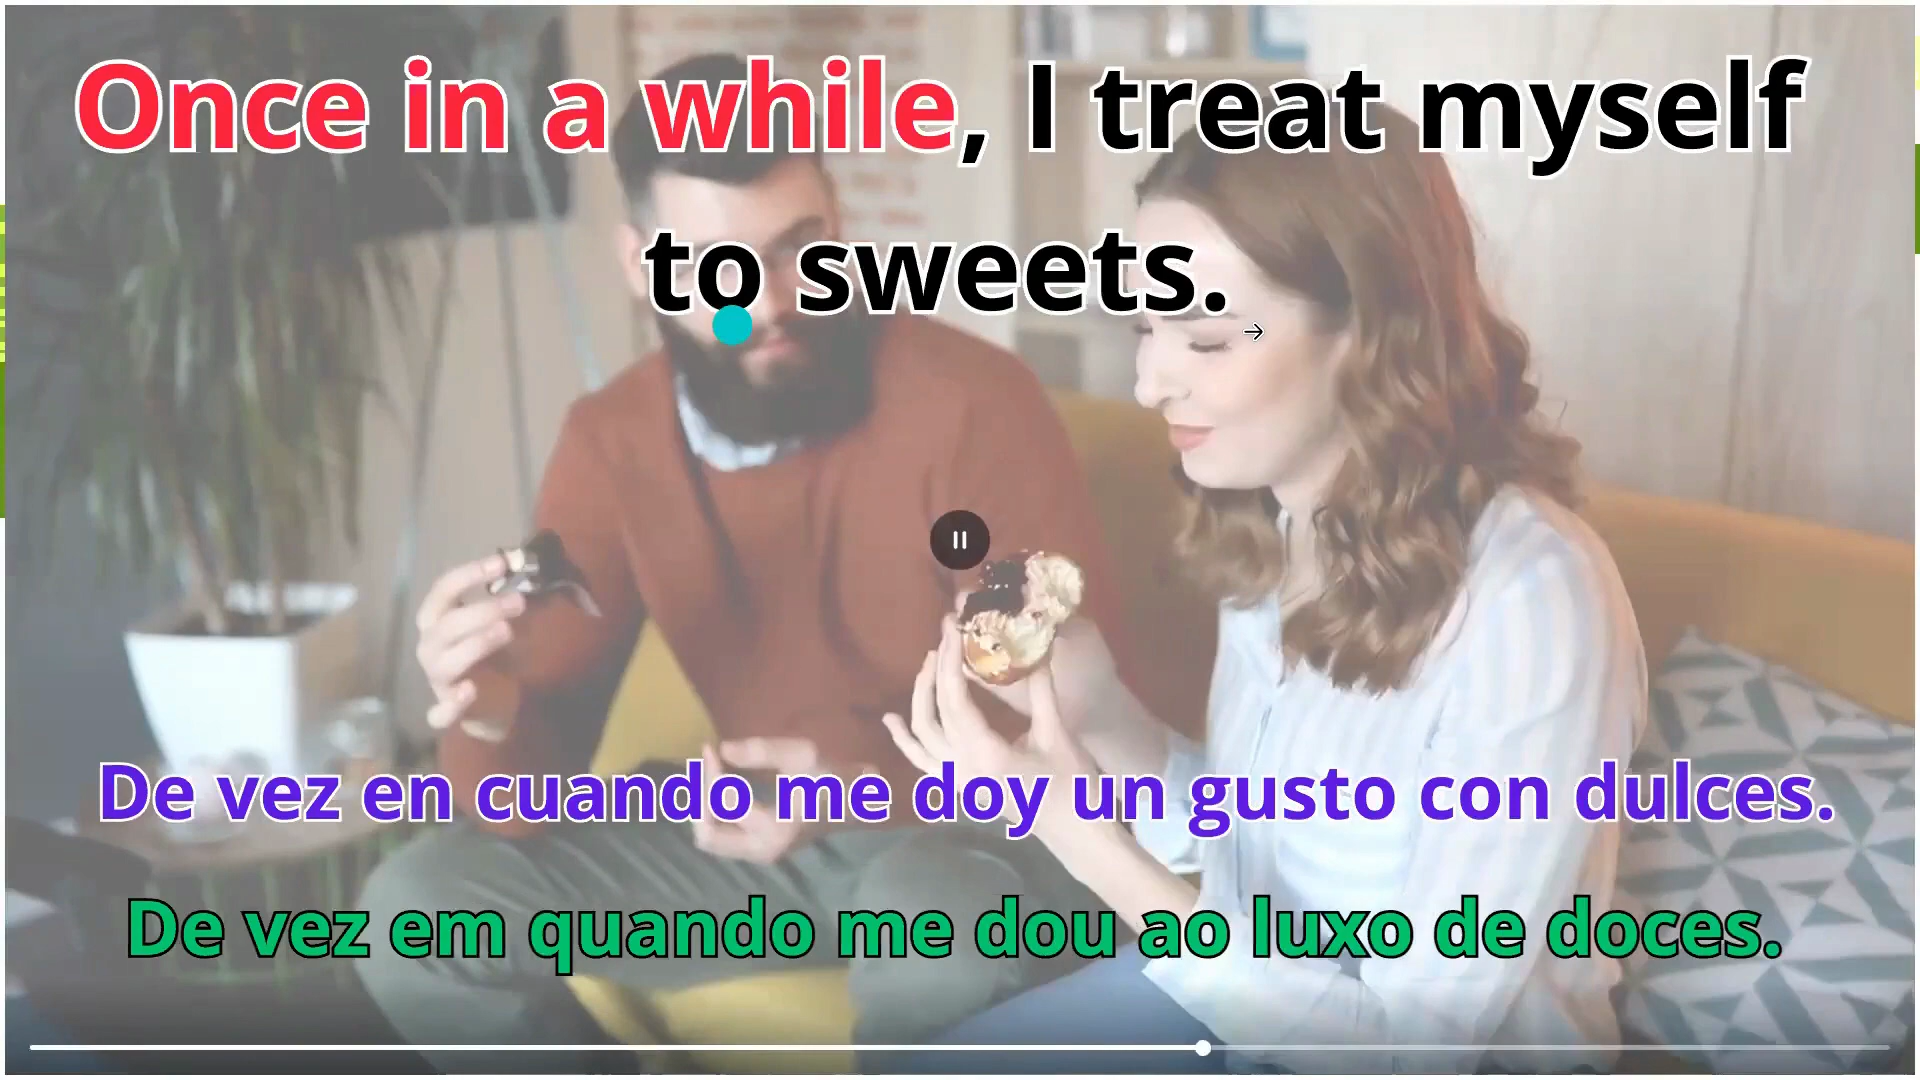 Once in a while, I treat myself
to sweets.
De vez en cuando me doy un gusto con dulces.
De vez em quando me dou ao luxo de doces.